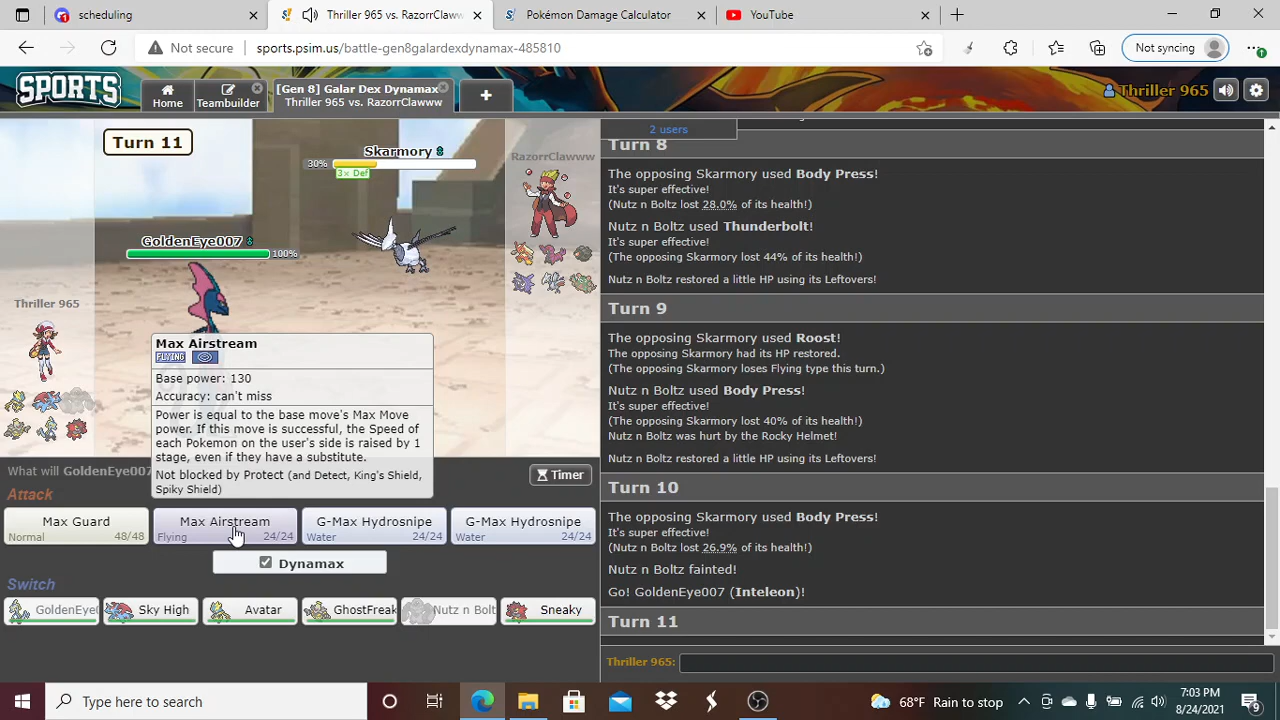 scheduling
Thriller 965 vs. RazorClaww
Pokémon Damage Calculator
YouTube
Not secure
sports.psim.us/battle-gen8galardexdynamax-485810
Not syncing
SPORTS
Home
Teambuilder
[Gen 8] Galar Dex Dynamax
Thriller 965 vs. RazorrClawww
Thriller 965
2 users
Turn 11
Skarmory
30%
3× Def
RazorrClawww
GoldenEye007
100%
Thriller 965
Max Airstream
FLYING
Base power: 130
Accuracy: can't miss
Power is equal to the base move's Max Move
power. If this move is successful, the Speed of
each Pokemon on the user's side is raised by 1
stage, even if they have a substitute.
Not blocked by Protect (and Detect, King's Shield,
Spiky Shield)
What will GoldenEye007
Timer
Attack
Max Guard
Normal 48/48
Max Airstream
Flying 24/24
G-Max Hydrosnipe
Water 24/24
G-Max Hydrosnipe
Water 24/24
Dynamax
Switch
GoldenEye
Sky High
Avatar
GhostFreak
Nutz n Bolt
Sneaky
Turn 8
The opposing Skarmory used Body Press!
It's super effective!
(Nutz n Boltz lost 28.0% of its health!)
Nutz n Boltz used Thunderbolt!
It's super effective!
(The opposing Skarmory lost 44% of its health!)
Nutz n Boltz restored a little HP using its Leftovers!
Turn 9
The opposing Skarmory used Roost!
The opposing Skarmory had its HP restored.
(The opposing Skarmory loses Flying type this turn.)
Nutz n Boltz used Body Press!
It's super effective!
(The opposing Skarmory lost 40% of its health!)
Nutz n Boltz was hurt by the Rocky Helmet!
Nutz n Boltz restored a little HP using its Leftovers!
Turn 10
The opposing Skarmory used Body Press!
It's super effective!
(Nutz n Boltz lost 26.9% of its health!)
Nutz n Boltz fainted!
Go! GoldenEye007 (Inteleon)!
Turn 11
Thriller 965:
Type here to search
68°F Rain to stop
7:03 PM
8/24/2021
9